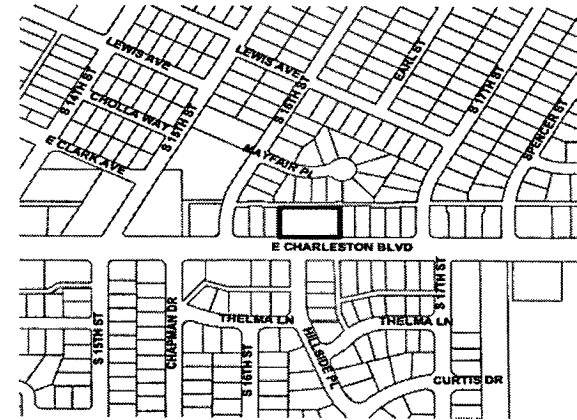 LEWIS AVE
LEWIS AVE
EARL ST
S 14TH ST
CHOLLA WAY
S 15TH ST
S 16TH ST
S 17TH ST
SPENCER ST
E CLARK AVE
MAYFAIR PL
E CHARLESTON BLVD
S 15TH ST
CHAPMAN DR
THELMA LN
S 16TH ST
HILLSIDE PL
THELMA LN
S 17TH ST
CURTIS DR